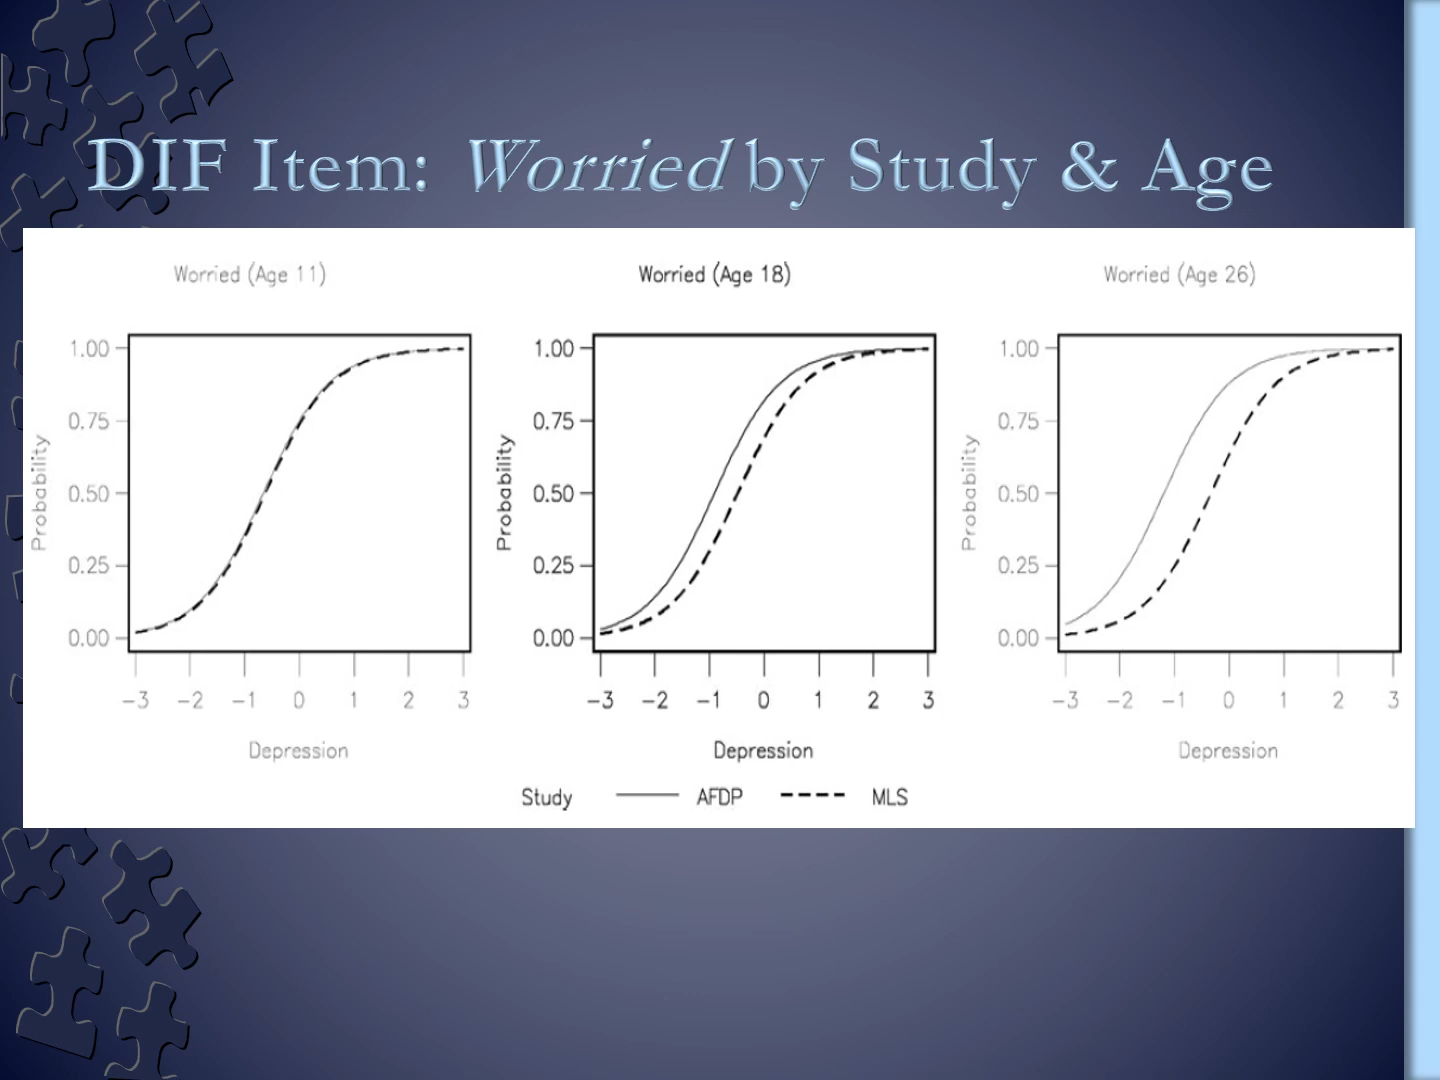 DIF Item: Worried by Study & Age
Worried (Age 11)
1.00
0.75
0.50
0.25
0.00
Probability
−3 −2 −1 0 1 2 3
Depression
Worried (Age 18)
1.00
0.75
0.50
0.25
0.00
Probability
−3 −2 −1 0 1 2 3
Depression
Worried (Age 26)
1.00
0.75
0.50
0.25
0.00
Probability
−3 −2 −1 0 1 2 3
Depression
Study AFDP MLS